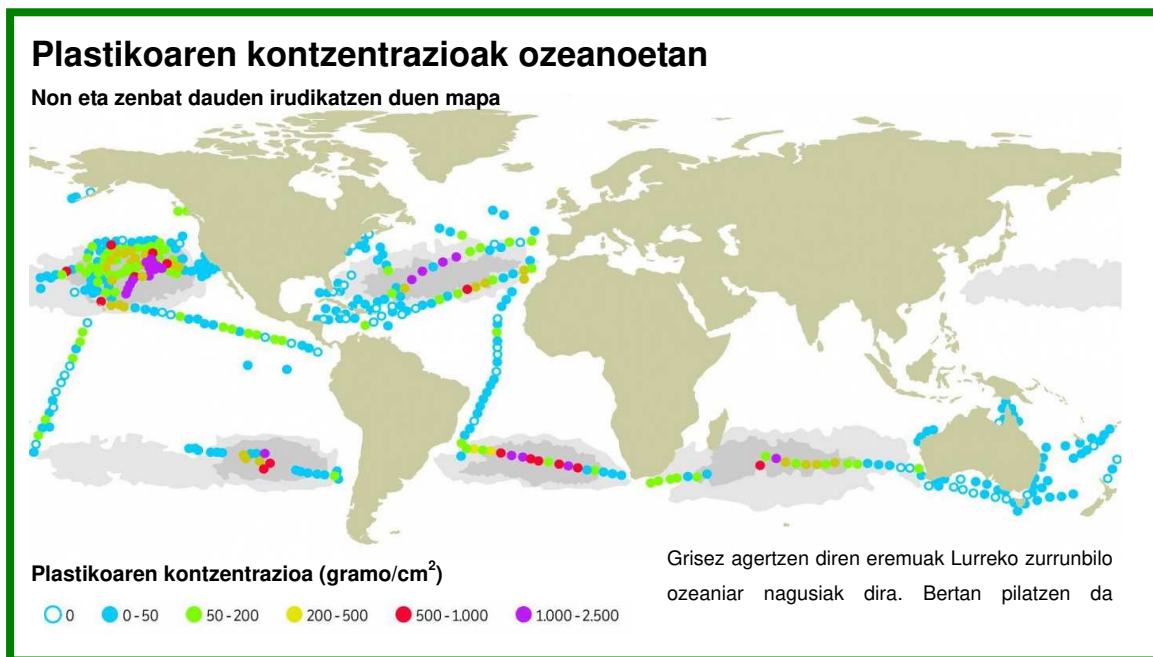 Plastikoaren kontzentrazioak ozeanoetan
Non eta zenbat dauden irudikatzen duen mapa
Plastikoaren kontzentrazioa (gramo/cm²)
0
0 - 50
50 - 200
200 - 500
500 - 1.000
1.000 - 2.500
Grisez agertzen diren eremuak Lurreko zurrunbilo
ozeaniar nagusiak dira. Bertan pilatzen da